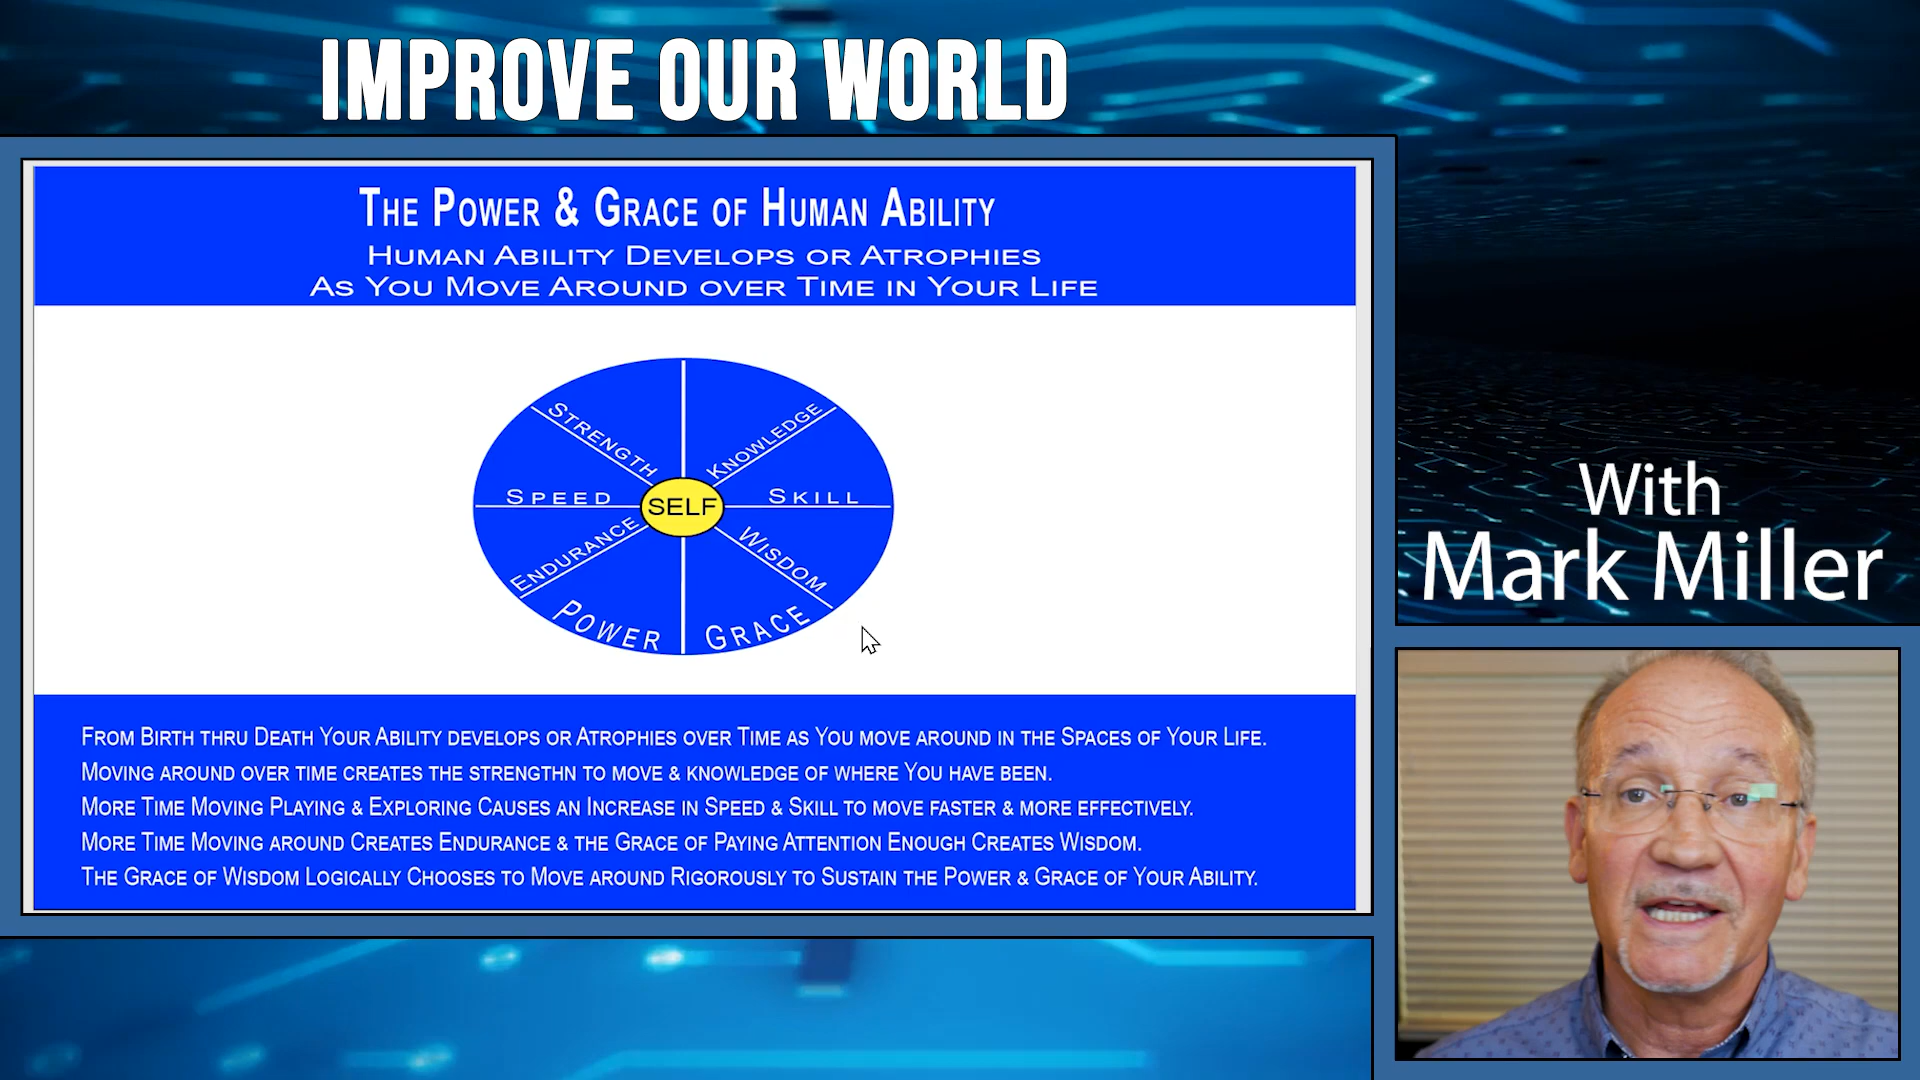 IMPROVE OUR WORLD
The Power & Grace of Human Ability
Human Ability Develops or Atrophies
As You Move Around over Time in Your Life
Strength
Knowledge
Speed
SELF
Skill
Endurance
Wisdom
Power
Grace
From Birth thru Death Your Ability develops or Atrophies over Time as You move around in the Spaces of Your Life.
Moving around over time creates the strengthn to move & knowledge of where You have been.
More Time Moving Playing & Exploring Causes an Increase in Speed & Skill to move faster & more effectively.
More Time Moving around Creates Endurance & the Grace of Paying Attention Enough Creates Wisdom.
The Grace of Wisdom Logically Chooses to Move around Rigorously to Sustain the Power & Grace of Your Ability.
With
Mark Miller